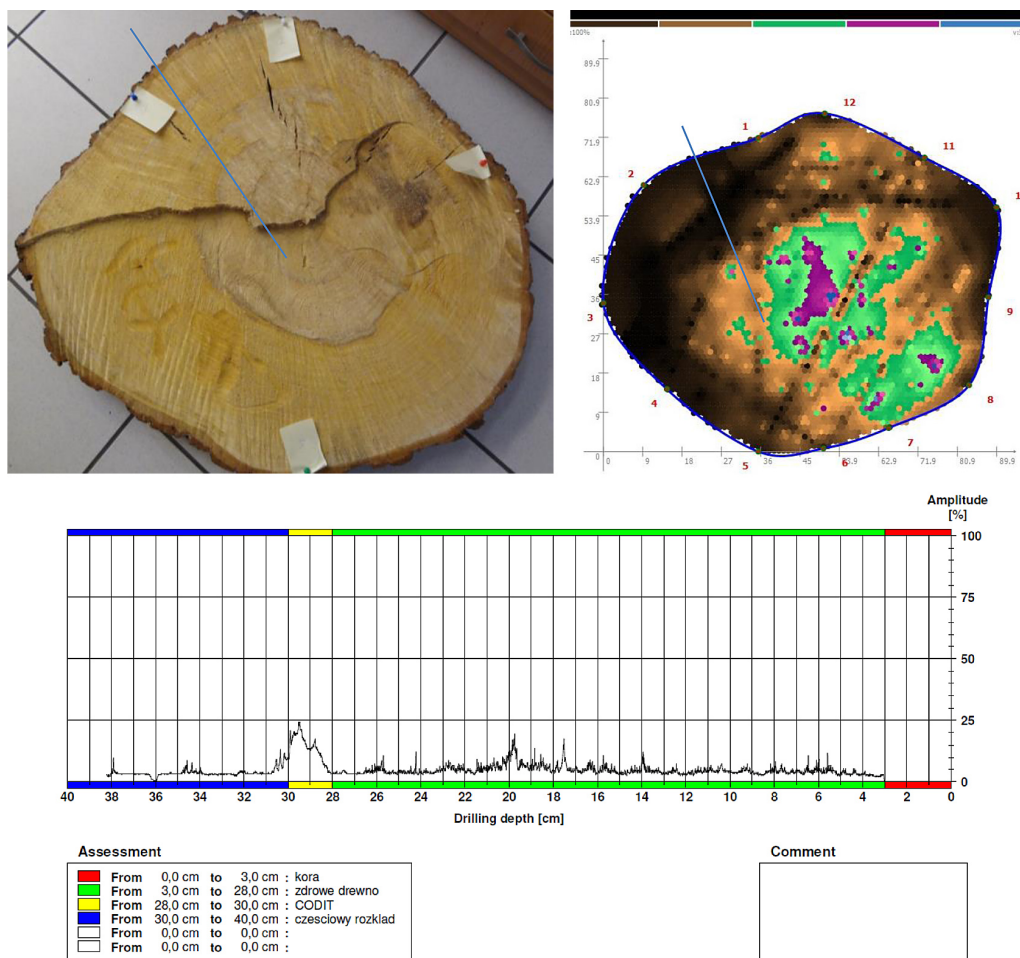 :100%
89.9
1
12
80.9
71.9
11
62.9
2
1
53.9
45
36
9
3
27
18
4
8
9
7
5
6
0
0 9 18 27 36 45 53.9 62.9 71.9 80.9 89.9
Amplitude
[%]
100
75
50
25
0
40 38 36 34 32 30 28 26 24 22 20 18 16 14 12 10 8 6 4 2 0
Drilling depth [cm]
Assessment
Comment
From 0,0 cm to 3,0 cm : kora
From 3,0 cm to 28,0 cm : zdrowe drewno
From 28,0 cm to 30,0 cm : CODIT
From 30,0 cm to 40,0 cm : czesciowy rozklad
From 0,0 cm to 0,0 cm :
From 0,0 cm to 0,0 cm :